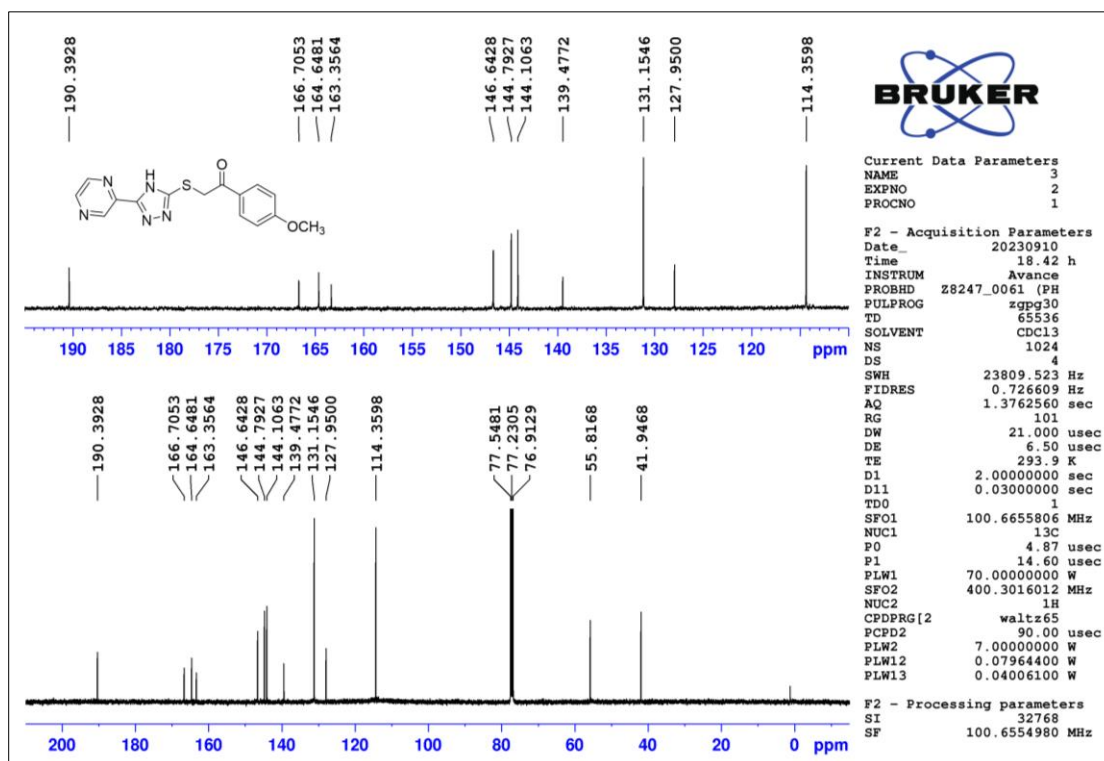 190.3928
166.7053
164.6481
163.3564
146.6428
144.7927
144.1063
139.4772
131.1546
127.9500
114.3598
N
N
H
N
N
N
S
O
OCH3
190 185 180 175 170 165 160 155 150 145 140 135 130 125 120 ppm
190.3928
166.7053
164.6481
163.3564
146.6428
144.7927
144.1063
139.4772
131.1546
127.9500
114.3598
77.5481
77.2305
76.9129
55.8168
41.9468
200 180 160 140 120 100 80 60 40 20 0 ppm
BRUKER
Current Data Parameters
NAME 3
EXPNO 2
PROCNO 1
F2 - Acquisition Parameters
Date_ 20230910
Time 18.42 h
INSTRUM Avance
PROBHD Z8247_0061 (PH
PULPROG zgpg30
TD 65536
SOLVENT CDCl3
NS 1024
DS 4
SWH 23809.523 Hz
FIDRES 0.726609 Hz
AQ 1.3762560 sec
RG 101
DW 21.000 usec
DE 6.50 usec
TE 293.9 K
D1 2.00000000 sec
D11 0.03000000 sec
TD0 1
SFO1 100.6655806 MHz
NUC1 13C
P0 4.87 usec
P1 14.60 usec
PLW1 70.00000000 W
SFO2 400.3016012 MHz
NUC2 1H
CPDPRG[2 waltz65
PCPD2 90.00 usec
PLW2 7.00000000 W
PLW12 0.07964400 W
PLW13 0.04006100 W
F2 - Processing parameters
SI 32768
SF 100.6554980 MHz